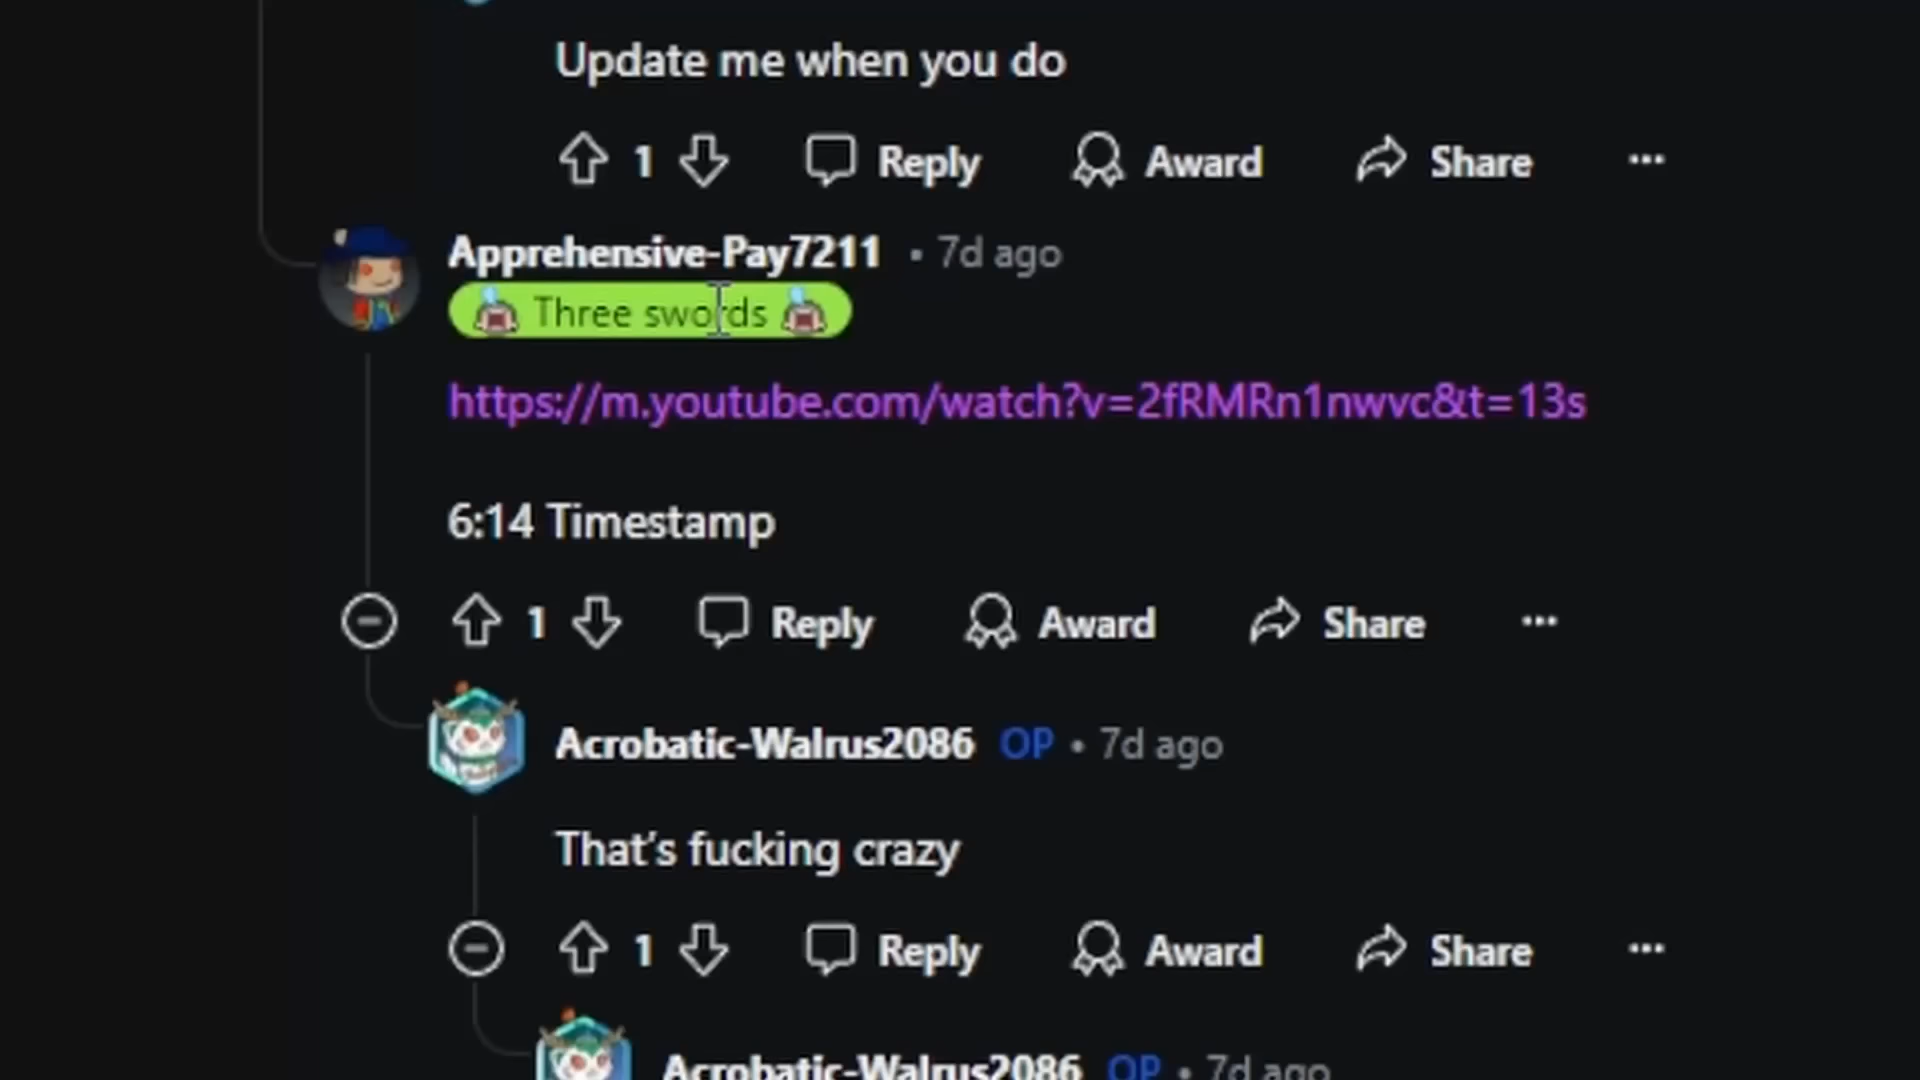 Update me when you do
1 Reply Award Share ...
Apprehensive-Pay7211 • 7d ago
Three swords
https://m.youtube.com/watch?v=2fRMRn1nwvc&t=13s
6:14 Timestamp
1 Reply Award Share ...
Acrobatic-Walrus2086 OP • 7d ago
That's fucking crazy
1 Reply Award Share ...
Acrobatic-Walrus2086 OP • 7d ago